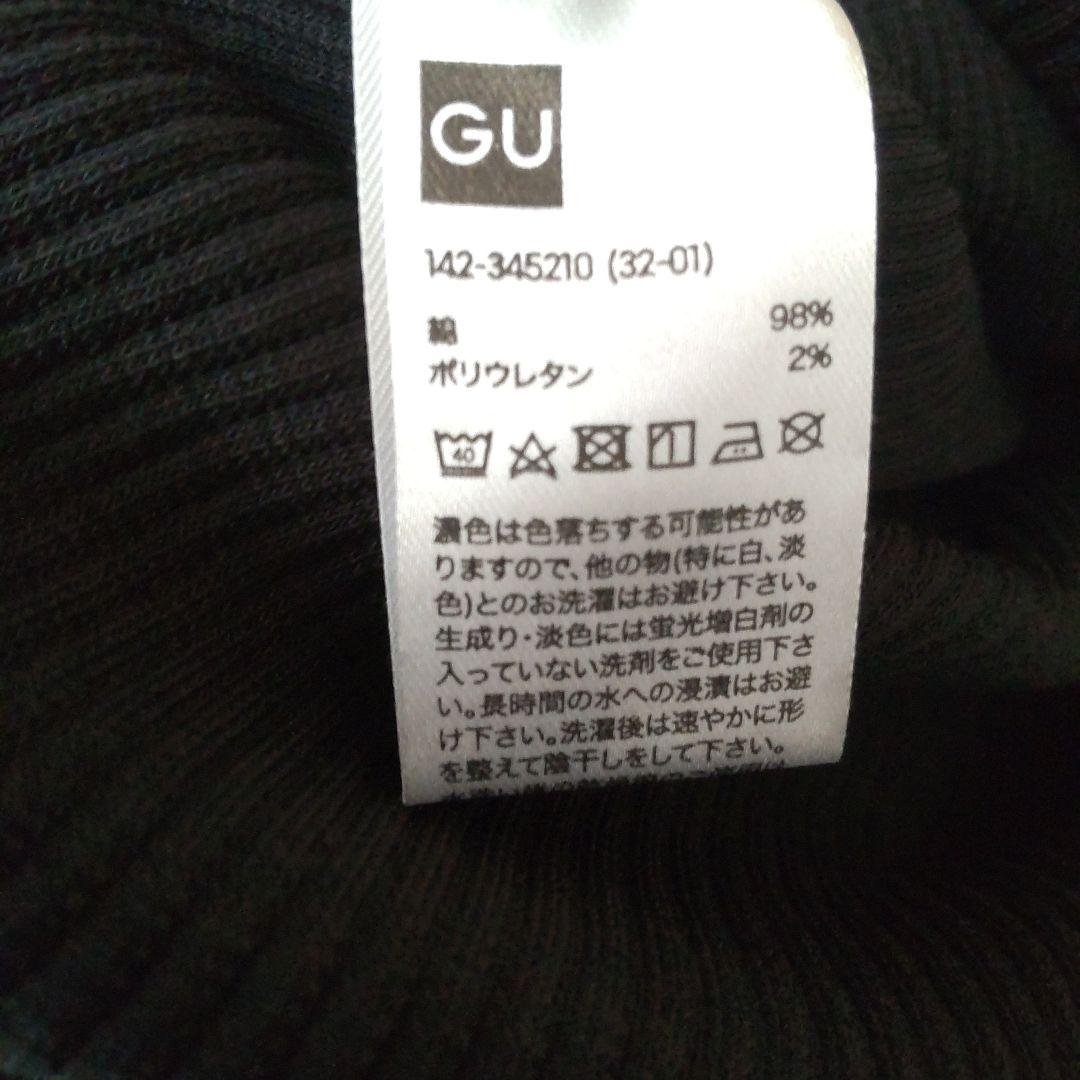 GU
142-345210 (32-01)
綿 98%
ポリウレタン 2%
40
濃色は色落ちする可能性があ
りますので、他の物(特に白、淡
色)とのお洗濯はお避け下さい。
生成り・淡色には蛍光増白剤の
入っていない洗剤をご使用下さ
い。長時間の水への浸漬はお避
け下さい。洗濯後は速やかに形
を整えて陰干しをして下さい。